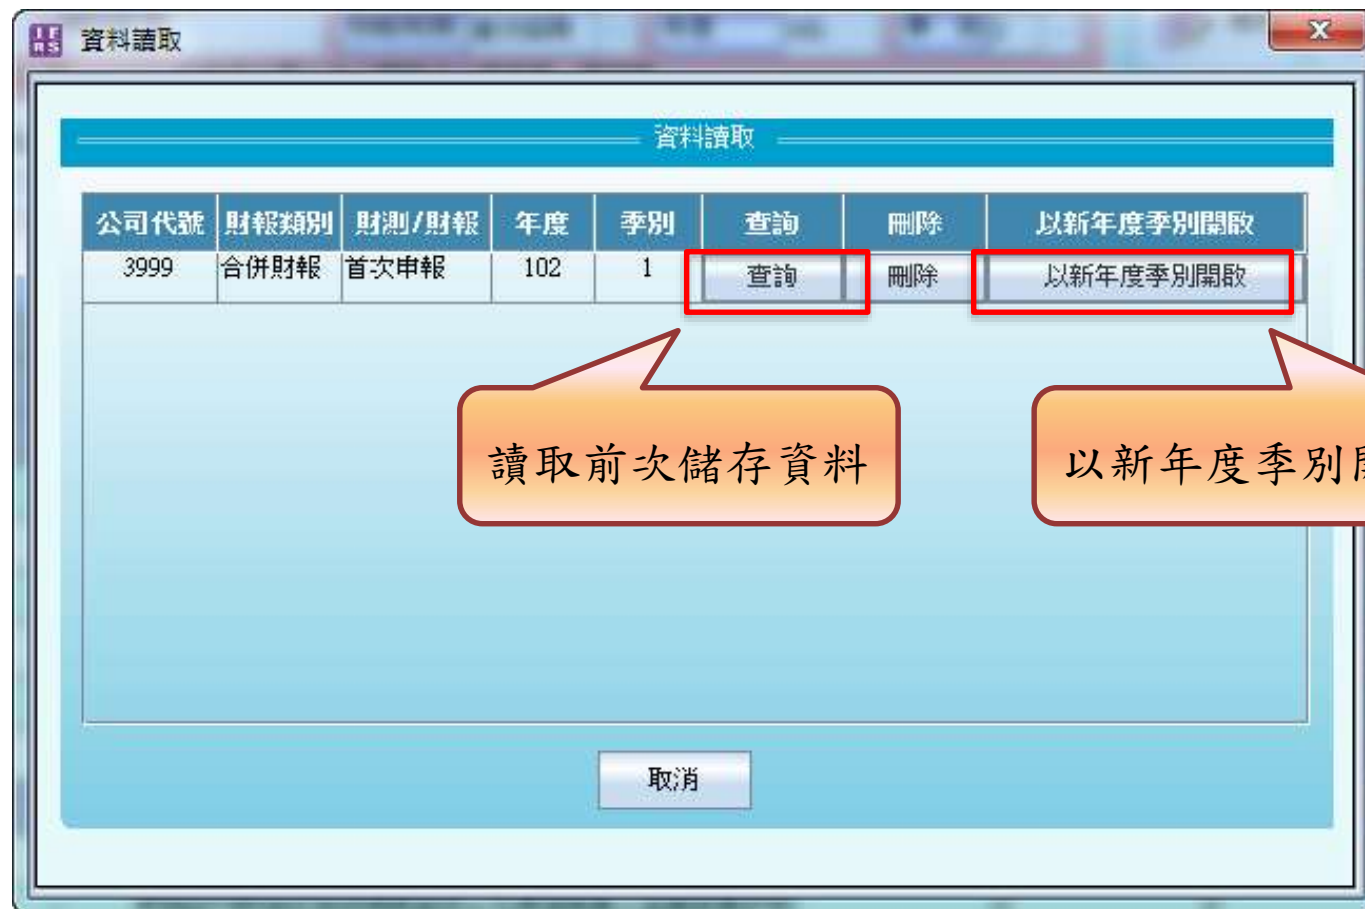 IFRS 資料讀取
資料讀取
公司代號 財報類別 財測/財報 年度 季別 查詢 刪除 以新年度季別開啟
3999 合併財報 首次申報 102 1 查詢 刪除 以新年度季別開啟
讀取前次儲存資料 以新年度季別
取消